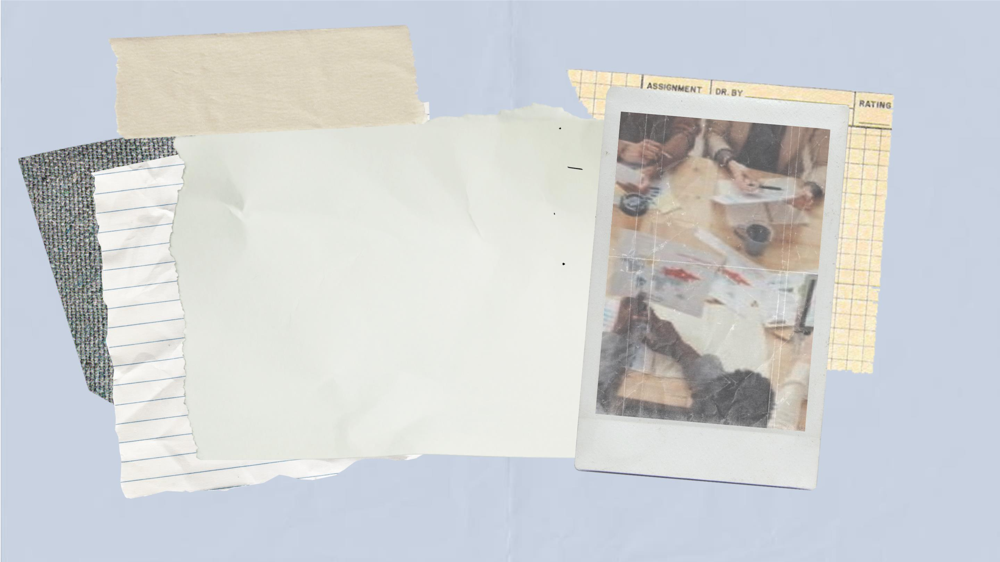 ASSIGNMENT DR. BY RATING